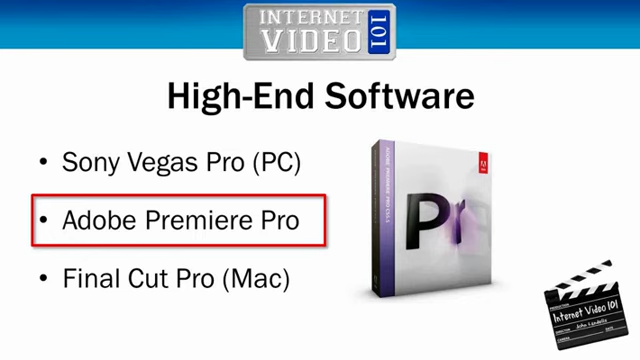 INTERNET
VIDEO
101
High-End Software
• Sony Vegas Pro (PC)
• Adobe Premiere Pro
• Final Cut Pro (Mac)
Pr
Internet Video 101